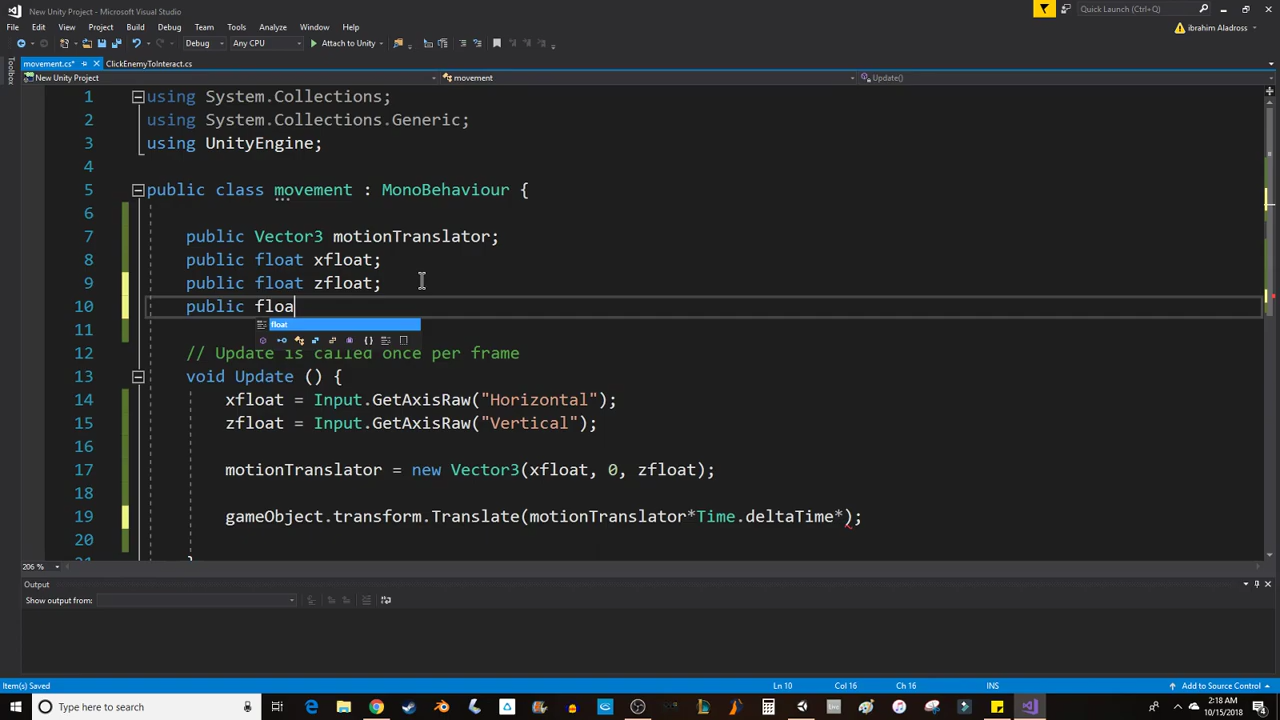 New Unity Project - Microsoft Visual Studio
Quick Launch (Ctrl+Q)
File Edit View Project Build Debug Team Tools Analyze Window Help
ibrahim Aladross
Debug Any CPU Attach to Unity
Toolbox
movement.cs* ClickEnemyToInteract.cs
New Unity Project movement Update()
1 using System.Collections;
2 using System.Collections.Generic;
3 using UnityEngine;
4
5 public class movement : MonoBehaviour {
6
7 public Vector3 motionTranslator;
8 public float xfloat;
9 public float zfloat;
10 public floa
float
11
12 // Update is called once per frame
13 void Update () {
14 xfloat = Input.GetAxisRaw("Horizontal");
15 zfloat = Input.GetAxisRaw("Vertical");
16
17 motionTranslator = new Vector3(xfloat, 0, zfloat);
18
19 gameObject.transform.Translate(motionTranslator*Time.deltaTime*);
20
21 }
206 %
Output
Show output from:
Item(s) Saved Ln 10 Col 16 Ch 16 INS Add to Source Control
Type here to search
2:18 AM
10/15/2018